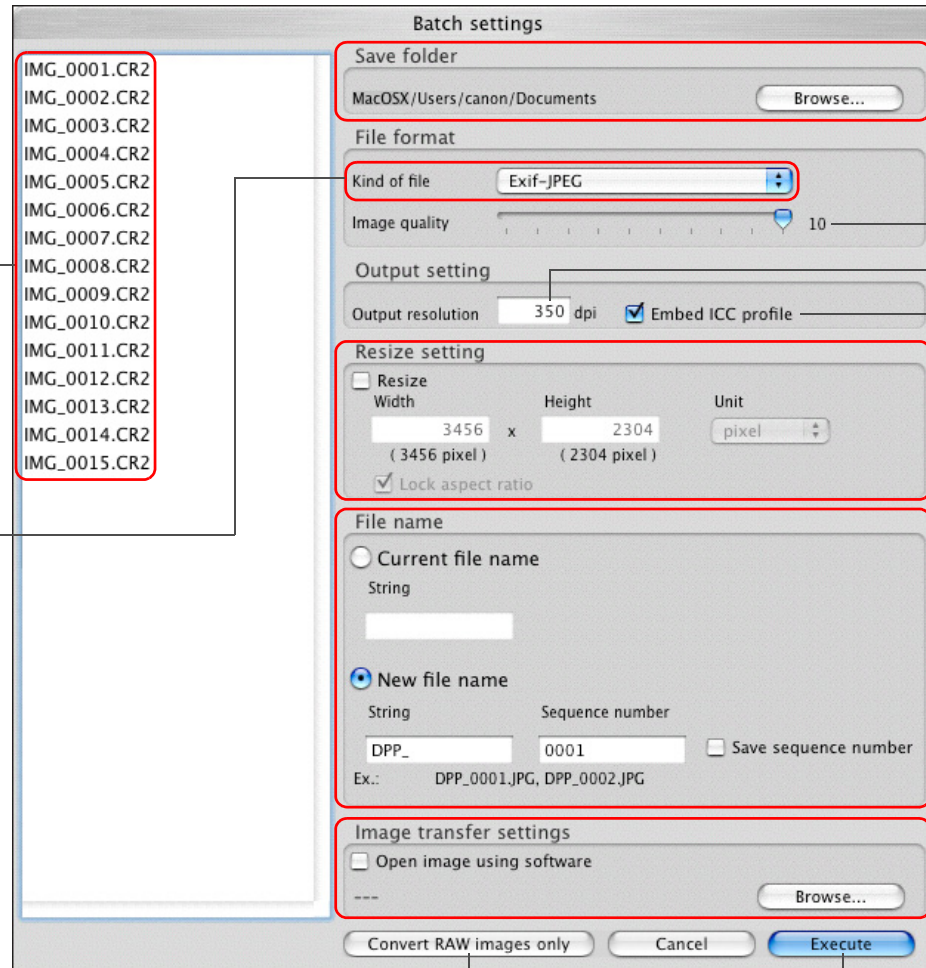 Batch settings
IMG_0001.CR2
IMG_0002.CR2
IMG_0003.CR2
IMG_0004.CR2
IMG_0005.CR2
IMG_0006.CR2
IMG_0007.CR2
IMG_0008.CR2
IMG_0009.CR2
IMG_0010.CR2
IMG_0011.CR2
IMG_0012.CR2
IMG_0013.CR2
IMG_0014.CR2
IMG_0015.CR2
Save folder
MacOSX/Users/canon/Documents Browse...
File format
Kind of file Exif-JPEG
Image quality 10
Output setting
Output resolution 350 dpi Embed ICC profile
Resize setting
Resize
Width Height Unit
3456 x 2304 pixel
( 3456 pixel ) ( 2304 pixel )
Lock aspect ratio
File name
Current file name
String
New file name
String Sequence number
DPP_ 0001 Save sequence number
Ex.: DPP_0001.JPG, DPP_0002.JPG
Image transfer settings
Open image using software
--- Browse...
Convert RAW images only Cancel Execute